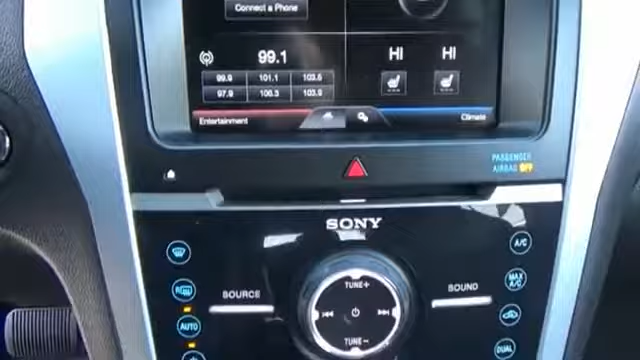 Connect a Phone
99.1
HI HI
99.9 101.1 103.5
97.9 106.3 103.9
Entertainment
Climate
PASSENGER
AIRBAG OFF
SONY
A/C
R
MAX
A/C
SOURCE
TUNE+
SOUND
AUTO
TUNE-
DUAL